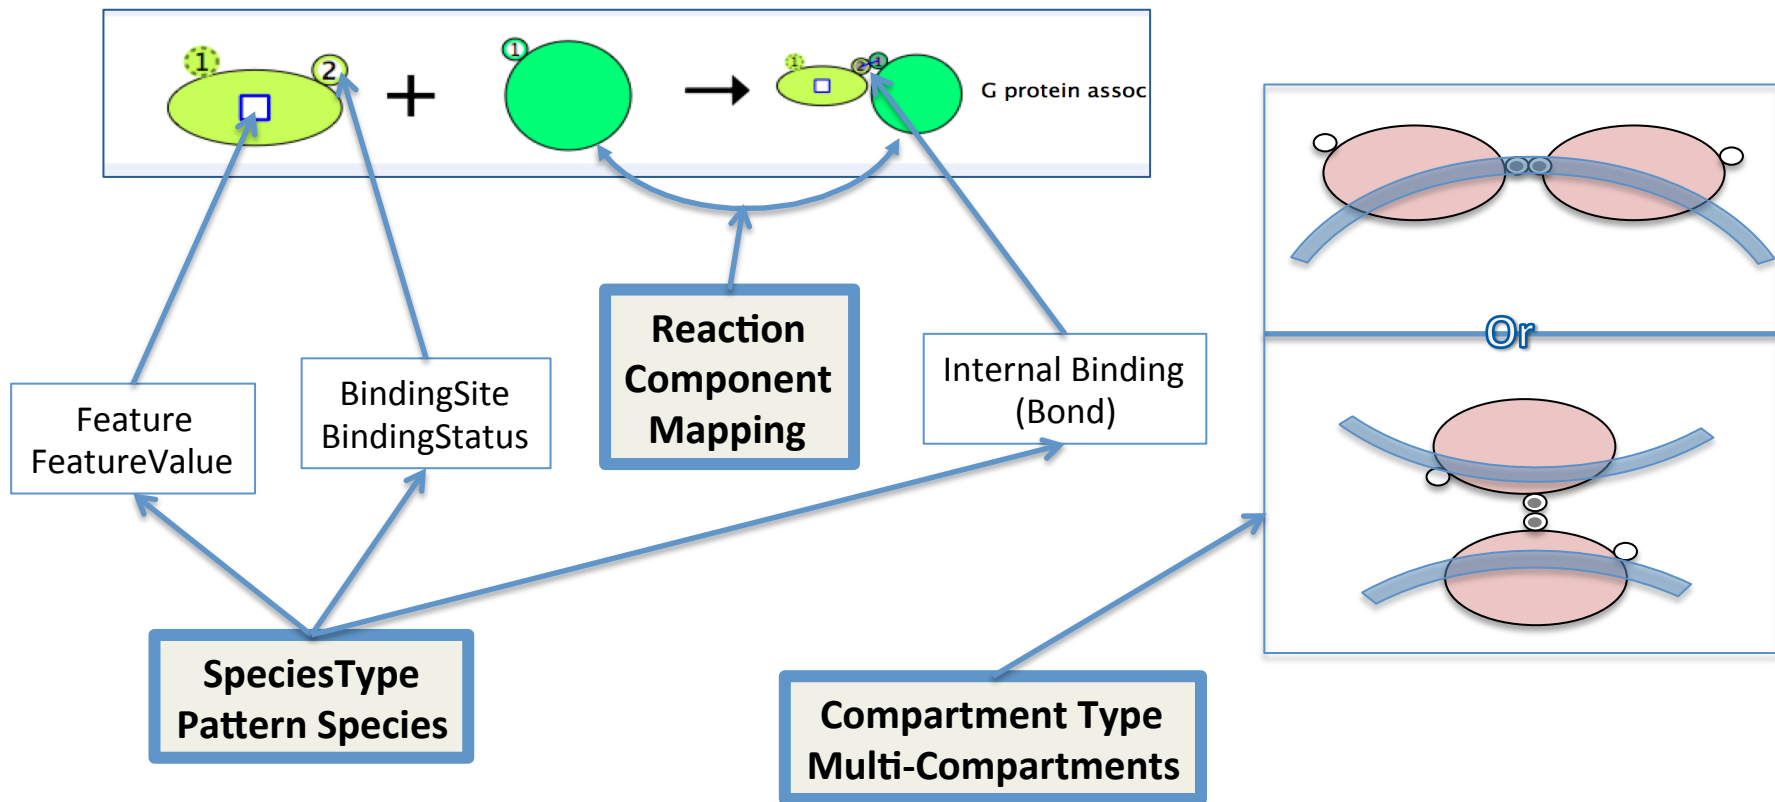 1
2
+
1
1
2
1
G protein assoc
Or
Reaction
Component
Mapping
Internal Binding
(Bond)
BindingSite
BindingStatus
Feature
FeatureValue
SpeciesType
Pattern Species
Compartment Type
Multi-Compartments